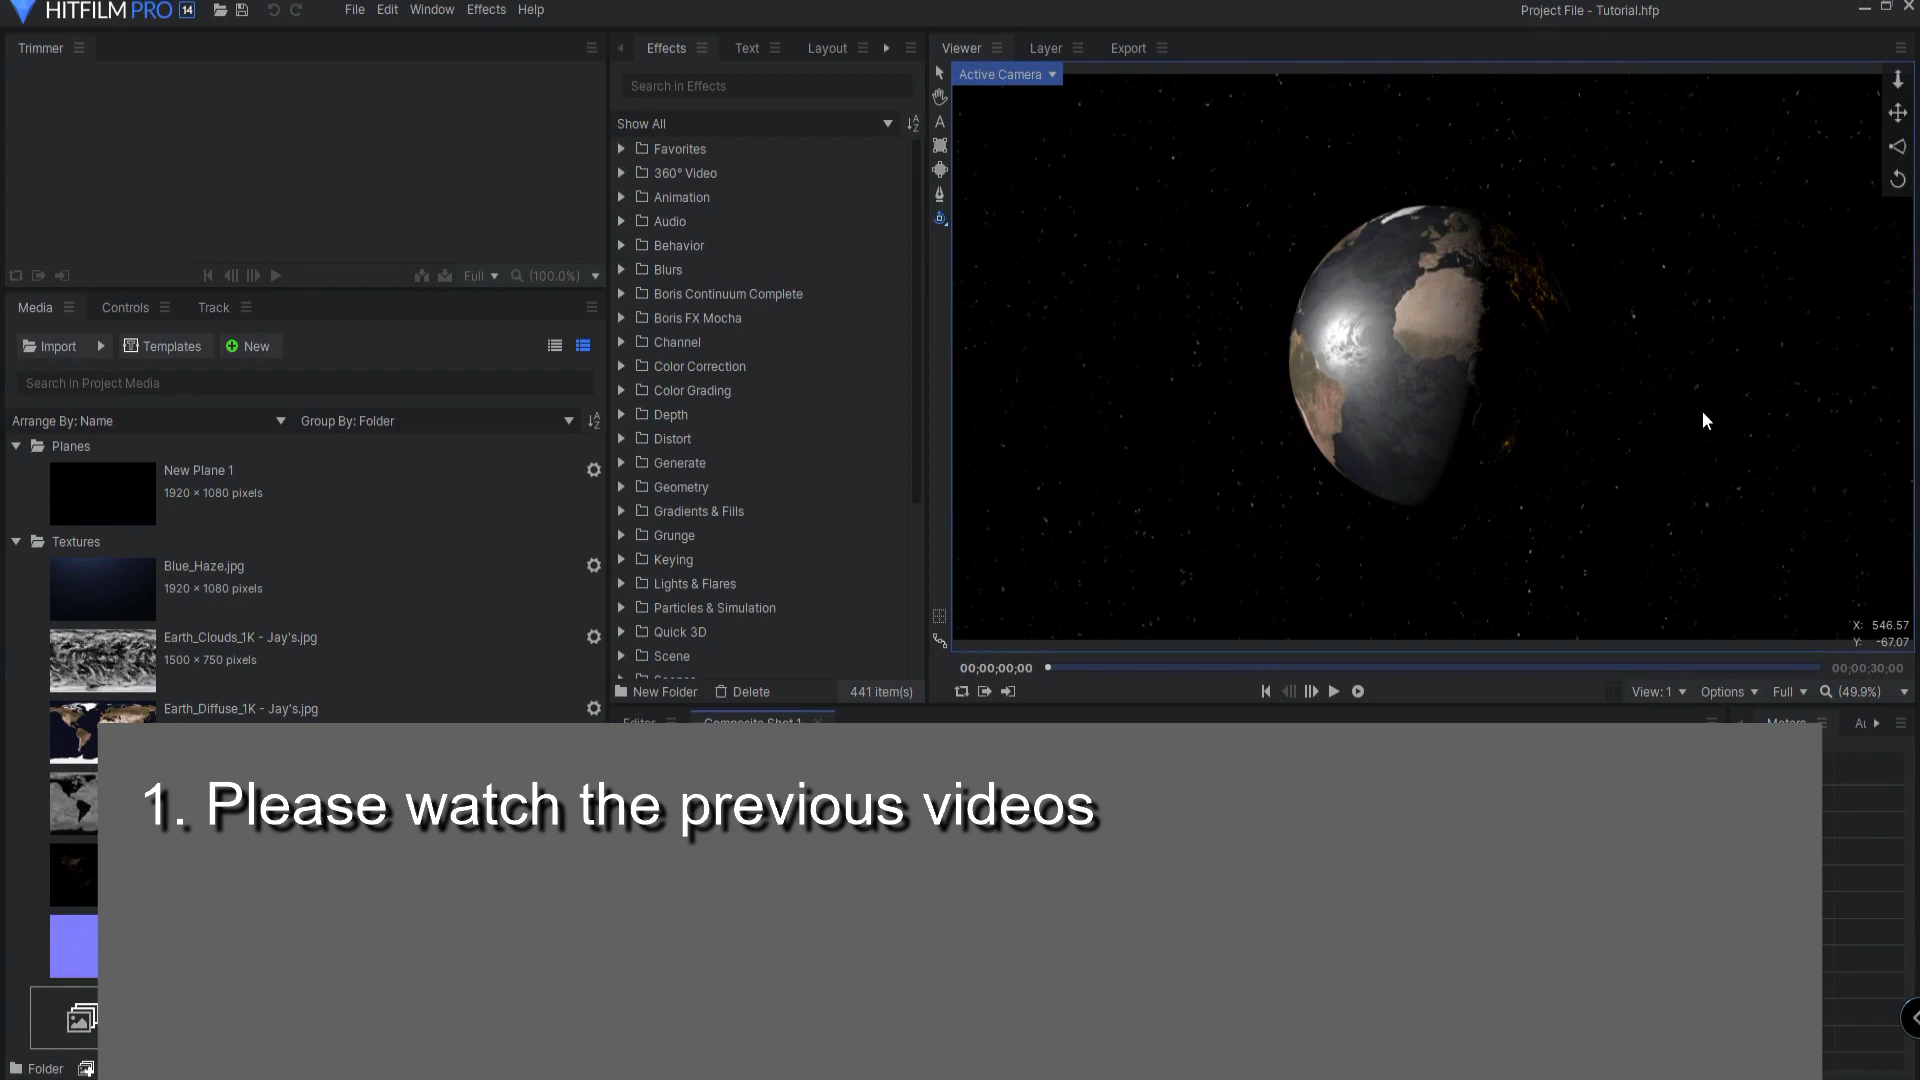 HITFILM PRO 14
File Edit Window Effects Help
Project File - Tutorial.hfp
Trimmer
Full (100.0%)
Media Controls Track
Import Templates New
Search in Project Media
Arrange By: Name Group By: Folder
Planes
New Plane 1
1920 × 1080 pixels
Textures
Blue_Haze.jpg
1920 × 1080 pixels
Earth_Clouds_1K - Jay's.jpg
1500 × 750 pixels
Earth_Diffuse_1K - Jay's.jpg
Folder
Effects Text Layout
Search in Effects
Show All
Favorites
360° Video
Animation
Audio
Behavior
Blurs
Boris Continuum Complete
Boris FX Mocha
Channel
Color Correction
Color Grading
Depth
Distort
Generate
Geometry
Gradients & Fills
Grunge
Keying
Lights & Flares
Particles & Simulation
Quick 3D
Scene
New Folder Delete 441 item(s)
Viewer Layer Export
Active Camera
X: 546.57
Y: -67.07
00;00;00;00 00;00;30;00
View: 1 Options Full (49.9%)
Editor Composite Shot 1
Meters Au
1. Please watch the previous videos